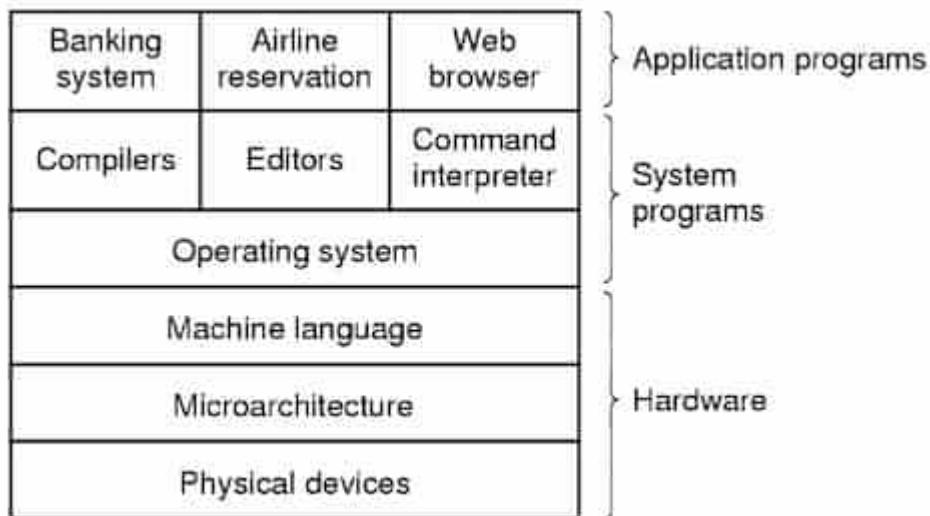 Banking
system
Airline
reservation
Web
browser
Application programs
Compilers
Editors
Command
interpreter
System
programs
Operating system
Machine language
Microarchitecture
Hardware
Physical devices